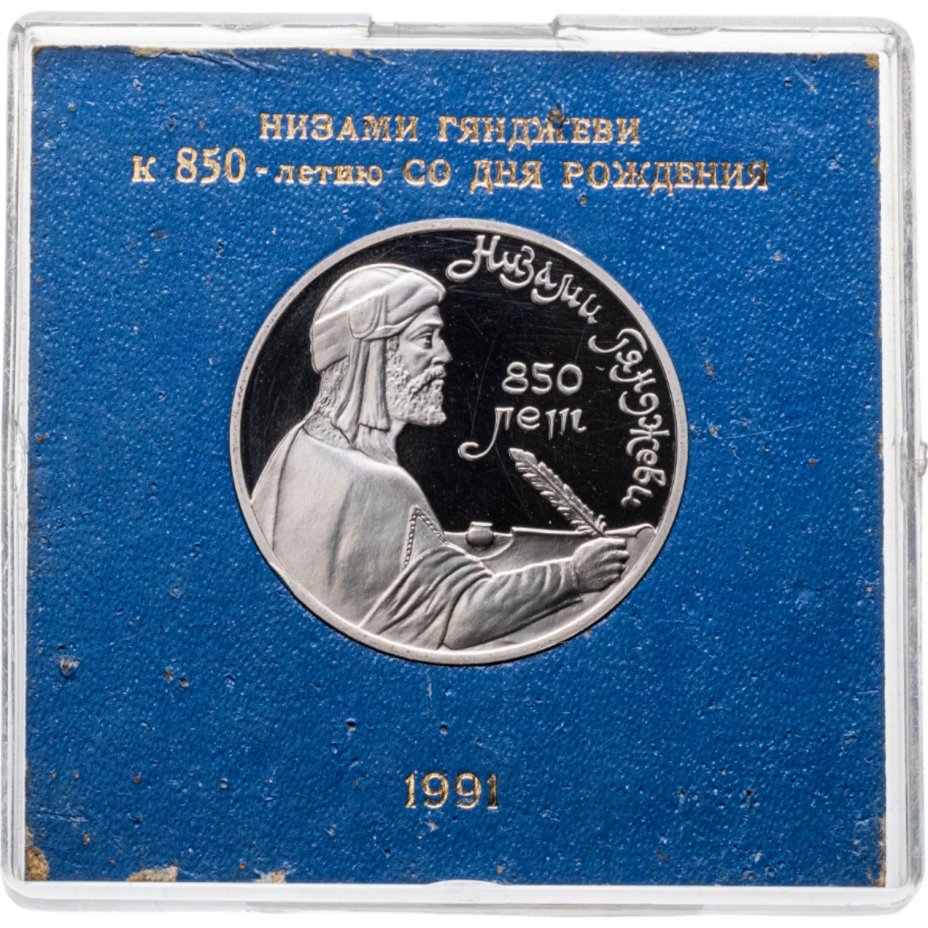 НИЗАМИ ГЯНДЖЕВИ
к 850-летию СО ДНЯ РОЖДЕНИЯ
Низами Гянджеви
850
лет
1991